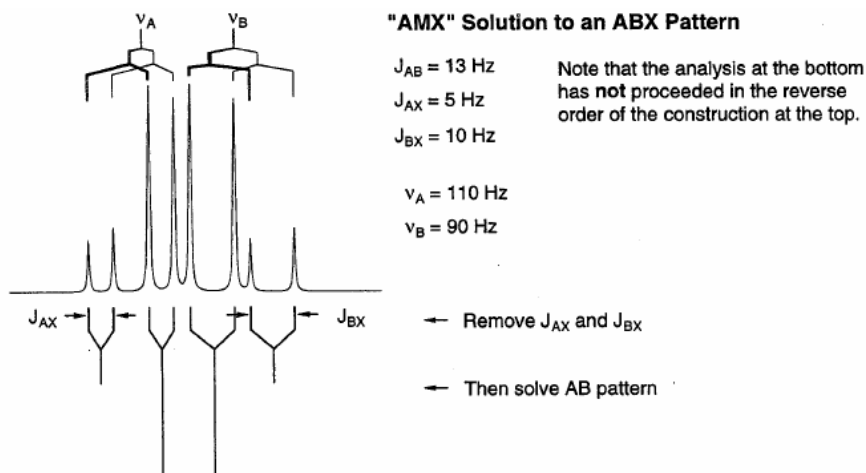 νA νB
"AMX" Solution to an ABX Pattern
JAB = 13 Hz
JAX = 5 Hz
JBX = 10 Hz
νA = 110 Hz
νB = 90 Hz
Note that the analysis at the bottom
has not proceeded in the reverse
order of the construction at the top.
JAX → ← → ← JBX
← Remove JAX and JBX
← Then solve AB pattern